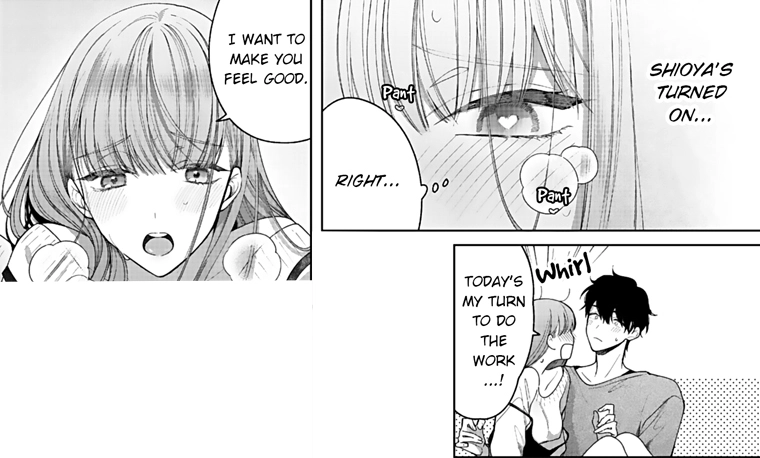 SHIOYA'S
TURNED
ON...
Pant
Pant
RIGHT...
Whirl
TODAY'S
MY TURN
TO DO
THE
WORK
...!
I WANT TO
MAKE YOU
FEEL GOOD.